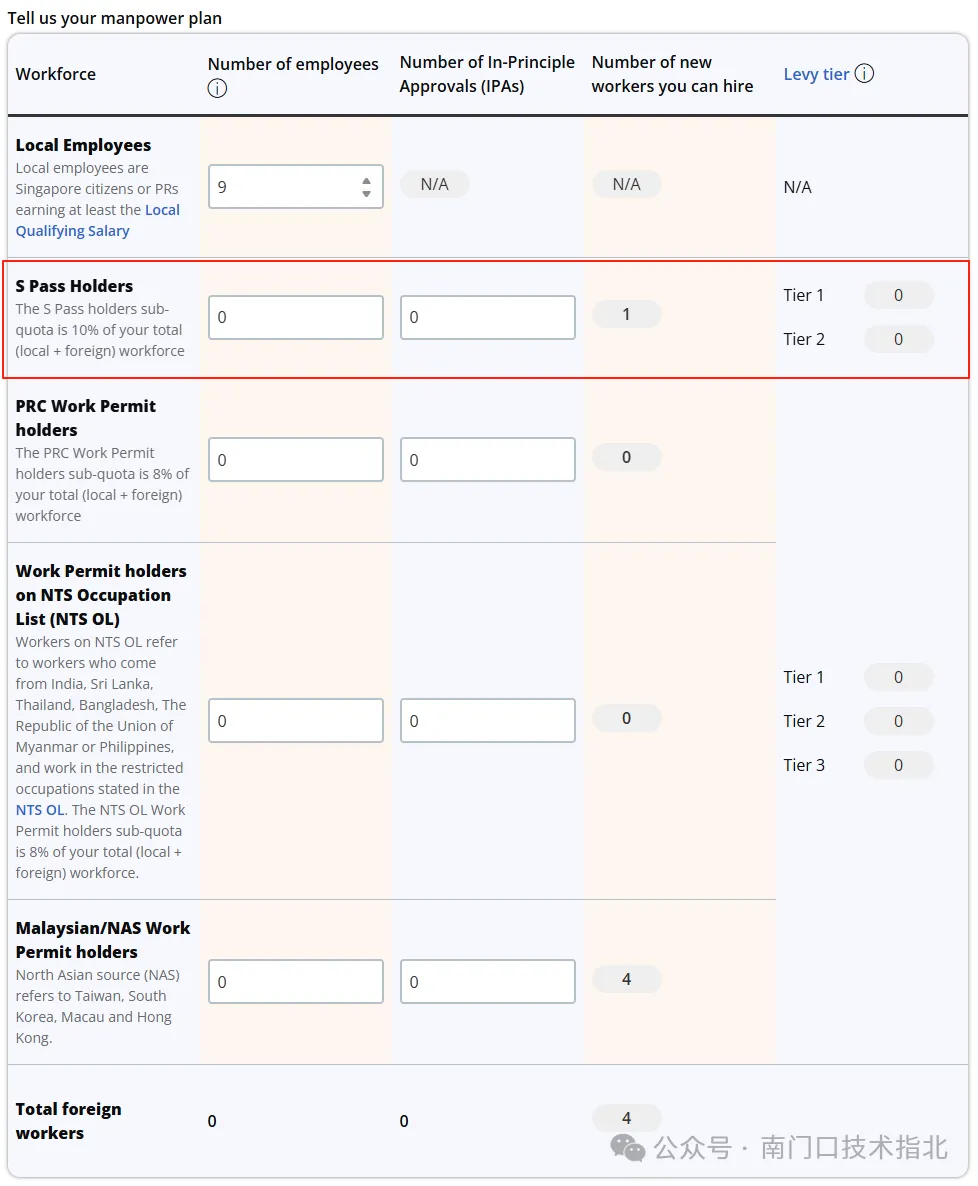 Tell us your manpower plan
Workforce
Number of employees
Number of In-Principle
Approvals (IPAs)
Number of new
workers you can hire
Levy tier
Local Employees
Local employees are
Singapore citizens or PRs
earning at least the Local
Qualifying Salary
9
N/A
N/A
N/A
S Pass Holders
The S Pass holders sub-
quota is 10% of your total
(local + foreign) workforce
0
0
1
Tier 1 0
Tier 2 0
PRC Work Permit
holders
The PRC Work Permit
holders sub-quota is 8% of
your total (local + foreign)
workforce
0
0
0
Work Permit holders
on NTS Occupation
List (NTS OL)
Workers on NTS OL refer
to workers who come
from India, Sri Lanka,
Thailand, Bangladesh, The
Republic of the Union of
Myanmar or Philippines,
and work in the restricted
occupations stated in the
NTS OL. The NTS OL Work
Permit holders sub-quota
is 8% of your total (local +
foreign) workforce.
0
0
0
Tier 1 0
Tier 2 0
Tier 3 0
Malaysian/NAS Work
Permit holders
North Asian source (NAS)
refers to Taiwan, South
Korea, Macau and Hong
Kong.
0
0
4
Total foreign
workers
0
0
4
公众号 · 南门口技术指北